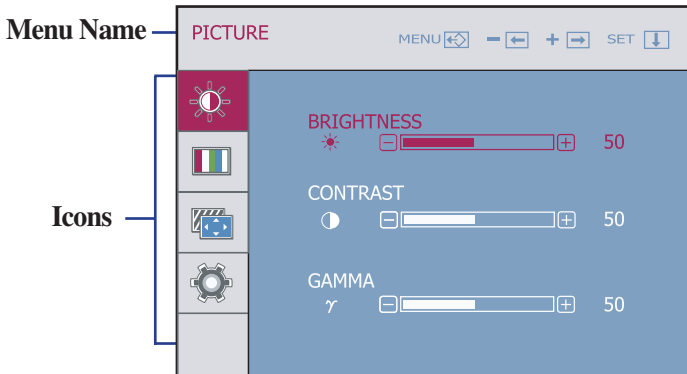 Menu Name
PICTURE
MENU - + SET
BRIGHTNESS
50
CONTRAST
50
Icons
GAMMA
γ 50